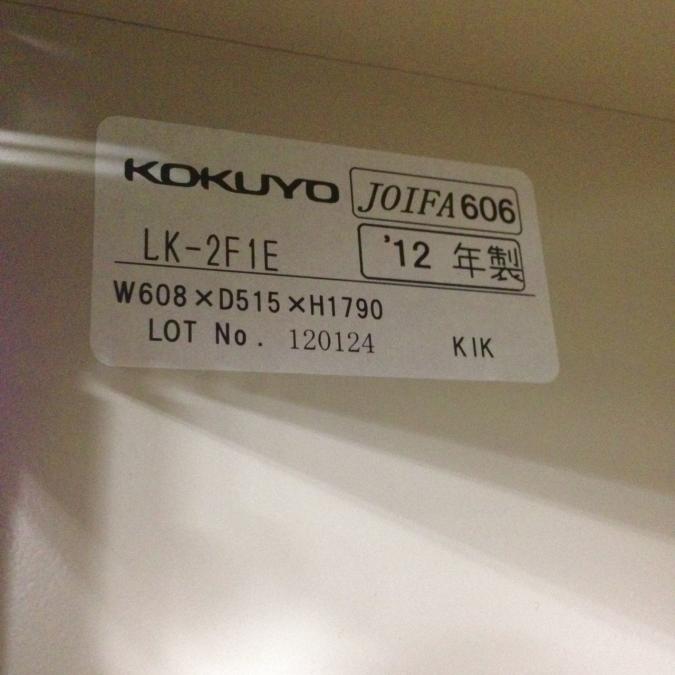 KOKUYO JOIFA606
LK-2F1E '12 年製
W608×D515×H1790
LOT No. 120124 KIK